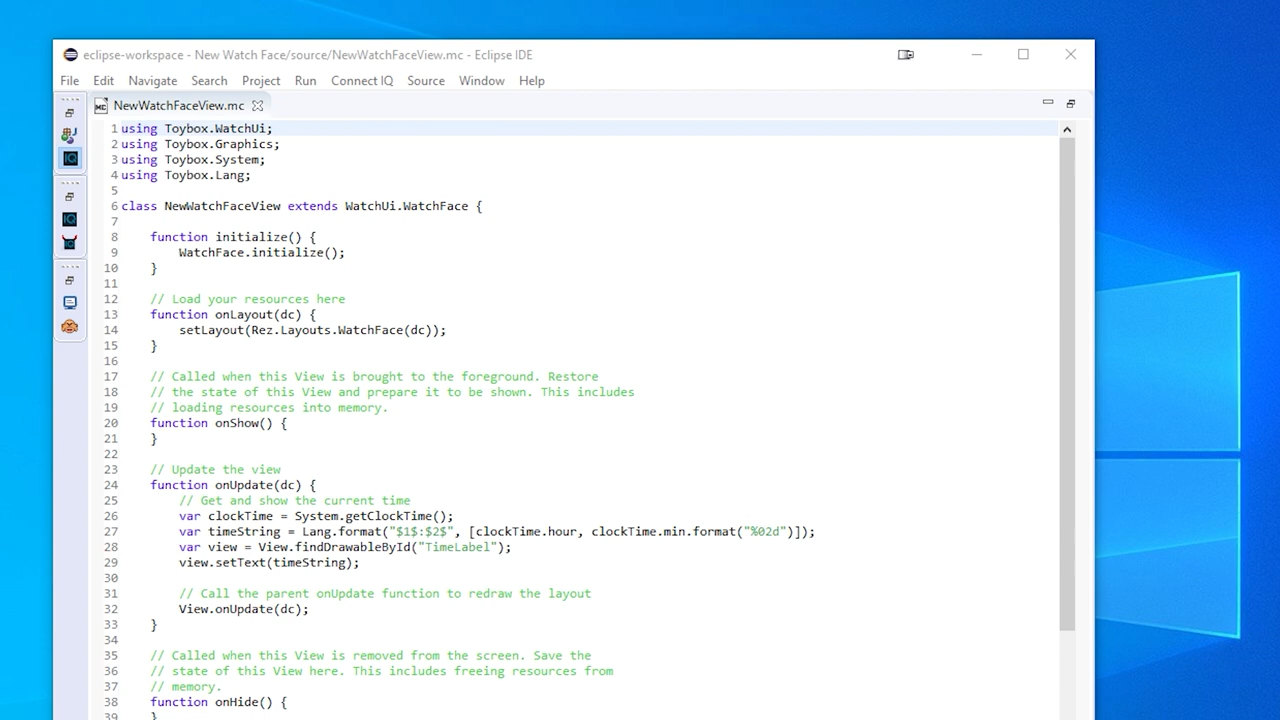 eclipse-workspace - New Watch Face/source/NewWatchFaceView.mc - Eclipse IDE
File Edit Navigate Search Project Run Connect IQ Source Window Help
MC NewWatchFaceView.mc
1 using Toybox.WatchUi;
2 using Toybox.Graphics;
3 using Toybox.System;
4 using Toybox.Lang;
5
6 class NewWatchFaceView extends WatchUi.WatchFace {
7
8 function initialize() {
9 WatchFace.initialize();
10 }
11
12 // Load your resources here
13 function onLayout(dc) {
14 setLayout(Rez.Layouts.WatchFace(dc));
15 }
16
17 // Called when this View is brought to the foreground. Restore
18 // the state of this View and prepare it to be shown. This includes
19 // loading resources into memory.
20 function onShow() {
21 }
22
23 // Update the view
24 function onUpdate(dc) {
25 // Get and show the current time
26 var clockTime = System.getClockTime();
27 var timeString = Lang.format("$1$:$2$", [clockTime.hour, clockTime.min.format("%02d")]);
28 var view = View.findDrawableById("TimeLabel");
29 view.setText(timeString);
30
31 // Call the parent onUpdate function to redraw the layout
32 View.onUpdate(dc);
33 }
34
35 // Called when this View is removed from the screen. Save the
36 // state of this View here. This includes freeing resources from
37 // memory.
38 function onHide() {
39 }